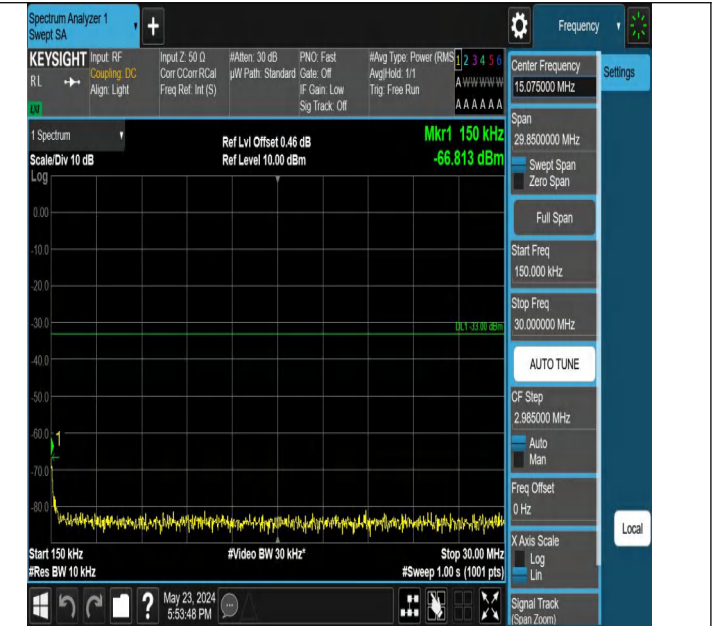 Spectrum Analyzer 1
Swept SA
+
Frequency
KEYSIGHT
RL
Input: RF
Coupling: DC
Align: Light
Input Z: 50 Ω
Corr CCorr RCal
Freq Ref: Int (S)
#Atten: 30 dB
µW Path: Standard
PNO: Fast
Gate: Off
IF Gain: Low
Sig Track: Off
#Avg Type: Power (RMS
Avg|Hold: 1/1
Trig: Free Run
1 2 3 4 5 6
A W W W W W
A A A A A A
1 Spectrum
Scale/Div 10 dB
Log
Ref Lvl Offset 0.46 dB
Ref Level 10.00 dBm
Mkr1 150 kHz
-66.813 dBm
0.00
-10.0
-20.0
-30.0
DL1 -33.00 dBm
-40.0
-50.0
-60.0
1
-70.0
-80.0
Start 150 kHz
#Video BW 30 kHz*
Stop 30.00 MHz
#Res BW 10 kHz
#Sweep 1.00 s (1001 pts)
May 23, 2024
5:53:48 PM
?
Center Frequency
15.075000 MHz
Settings
Span
29.8500000 MHz
Swept Span
Zero Span
Full Span
Start Freq
150.000 kHz
Stop Freq
30.000000 MHz
AUTO TUNE
CF Step
2.985000 MHz
Auto
Man
Freq Offset
0 Hz
X Axis Scale
Log
Lin
Local
Signal Track
(Span Zoom)